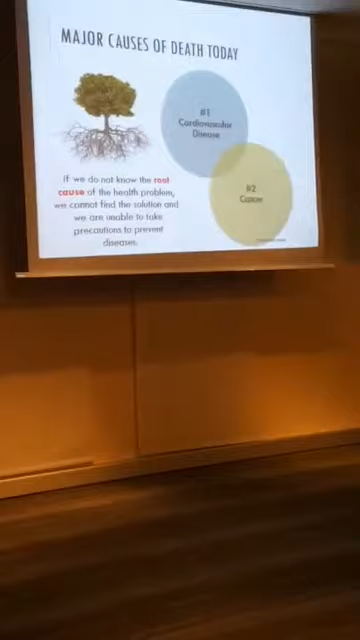 MAJOR CAUSES OF DEATH TODAY
#1
Cardiovascular
Disease
#2
Cancer
If we do not know the root
cause of the health problem,
we cannot find the solution and
we are unable to take
precautions to prevent
diseases.